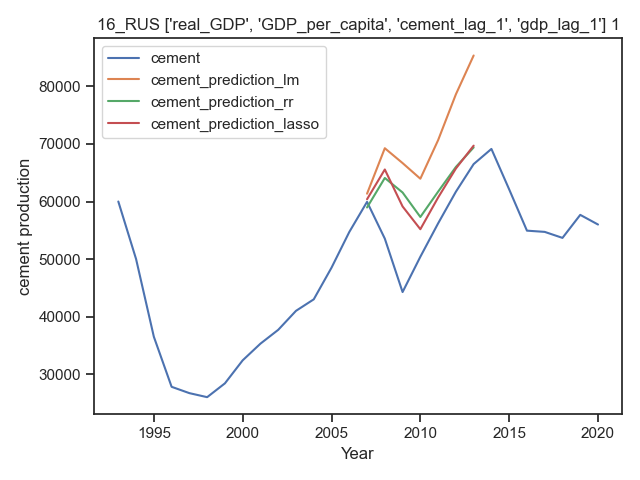 16_RUS ['real_GDP', 'GDP_per_capita', 'cement_lag_1', 'gdp_lag_1'] 1
cement
cement_prediction_lm
cement_prediction_rr
cement_prediction_lasso
cement production
80000
70000
60000
50000
40000
30000
1995
2000
2005
2010
2015
2020
Year